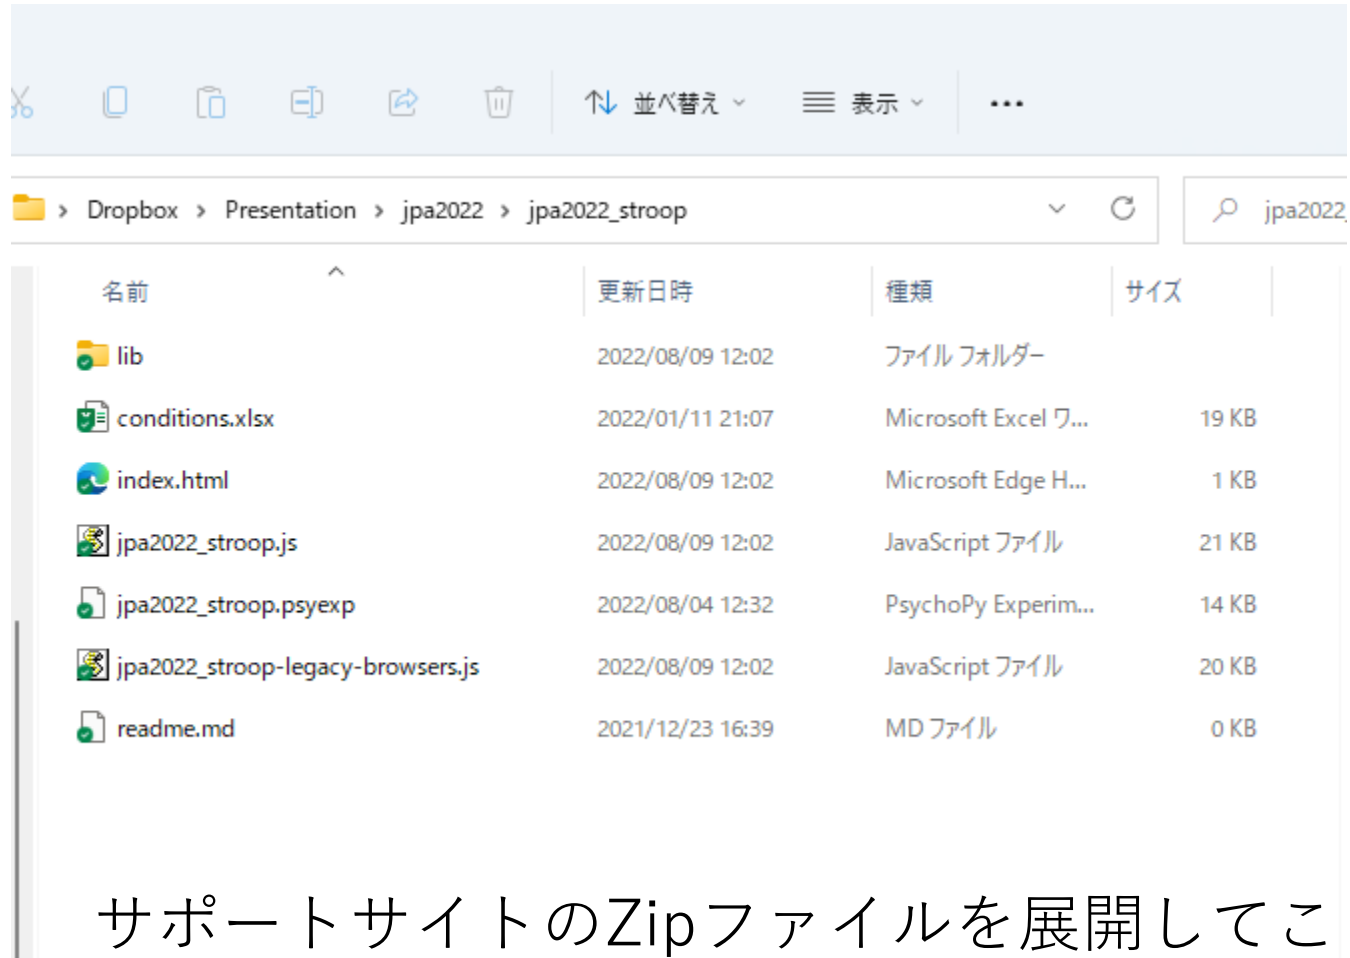 並べ替え 表示 •••
Dropbox > Presentation > jpa2022 > jpa2022_stroop jpa2022_
名前 更新日時 種類 サイズ
lib 2022/08/09 12:02 ファイル フォルダー
conditions.xlsx 2022/01/11 21:07 Microsoft Excel ワ... 19 KB
index.html 2022/08/09 12:02 Microsoft Edge H... 1 KB
jpa2022_stroop.js 2022/08/09 12:02 JavaScript ファイル 21 KB
jpa2022_stroop.psyexp 2022/08/04 12:32 PsychoPy Experim... 14 KB
jpa2022_stroop-legacy-browsers.js 2022/08/09 12:02 JavaScript ファイル 20 KB
readme.md 2021/12/23 16:39 MD ファイル 0 KB
サポートサイトのZipファイルを展開してこ